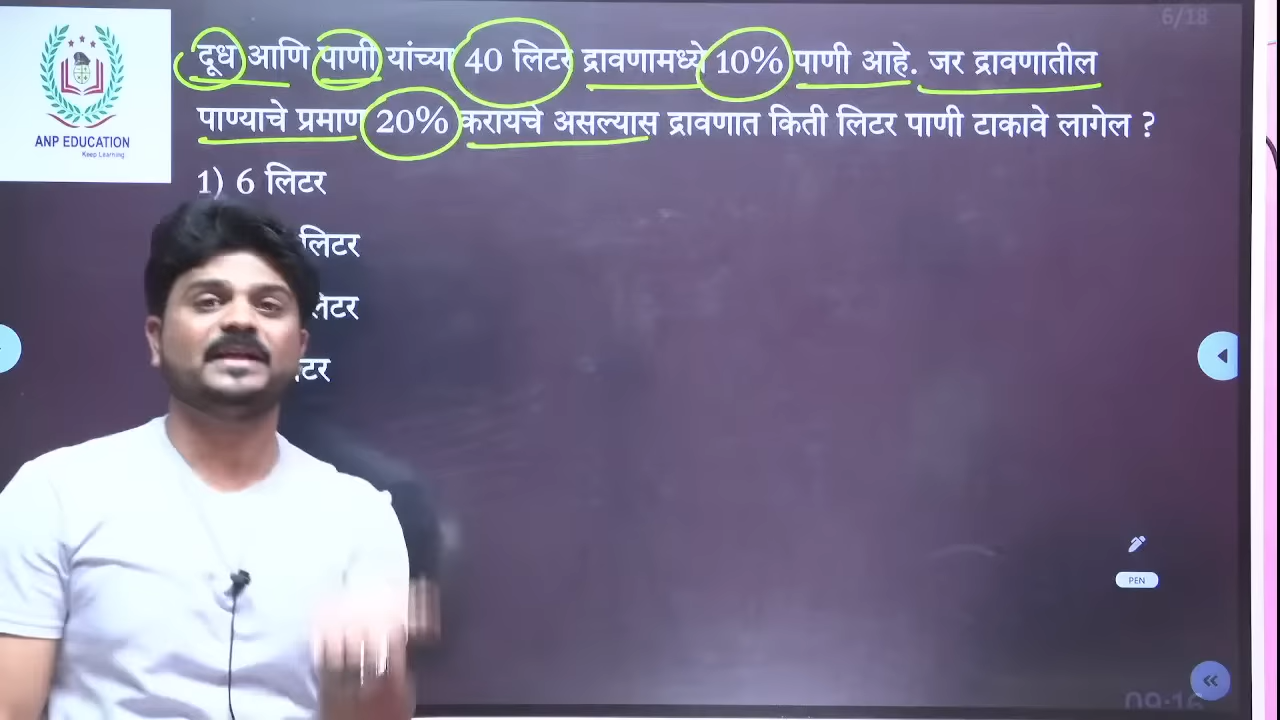 6/18
दूध आणि पाणी यांच्या 40 लिटर द्रावणामध्ये 10% पाणी आहे. जर द्रावणातील
पाण्याचे प्रमाण 20% करायचे असल्यास द्रावणात किती लिटर पाणी टाकावे लागेल ?
1) 6 लिटर
लिटर
लिटर
ANP EDUCATION
Keep Learning
PEN